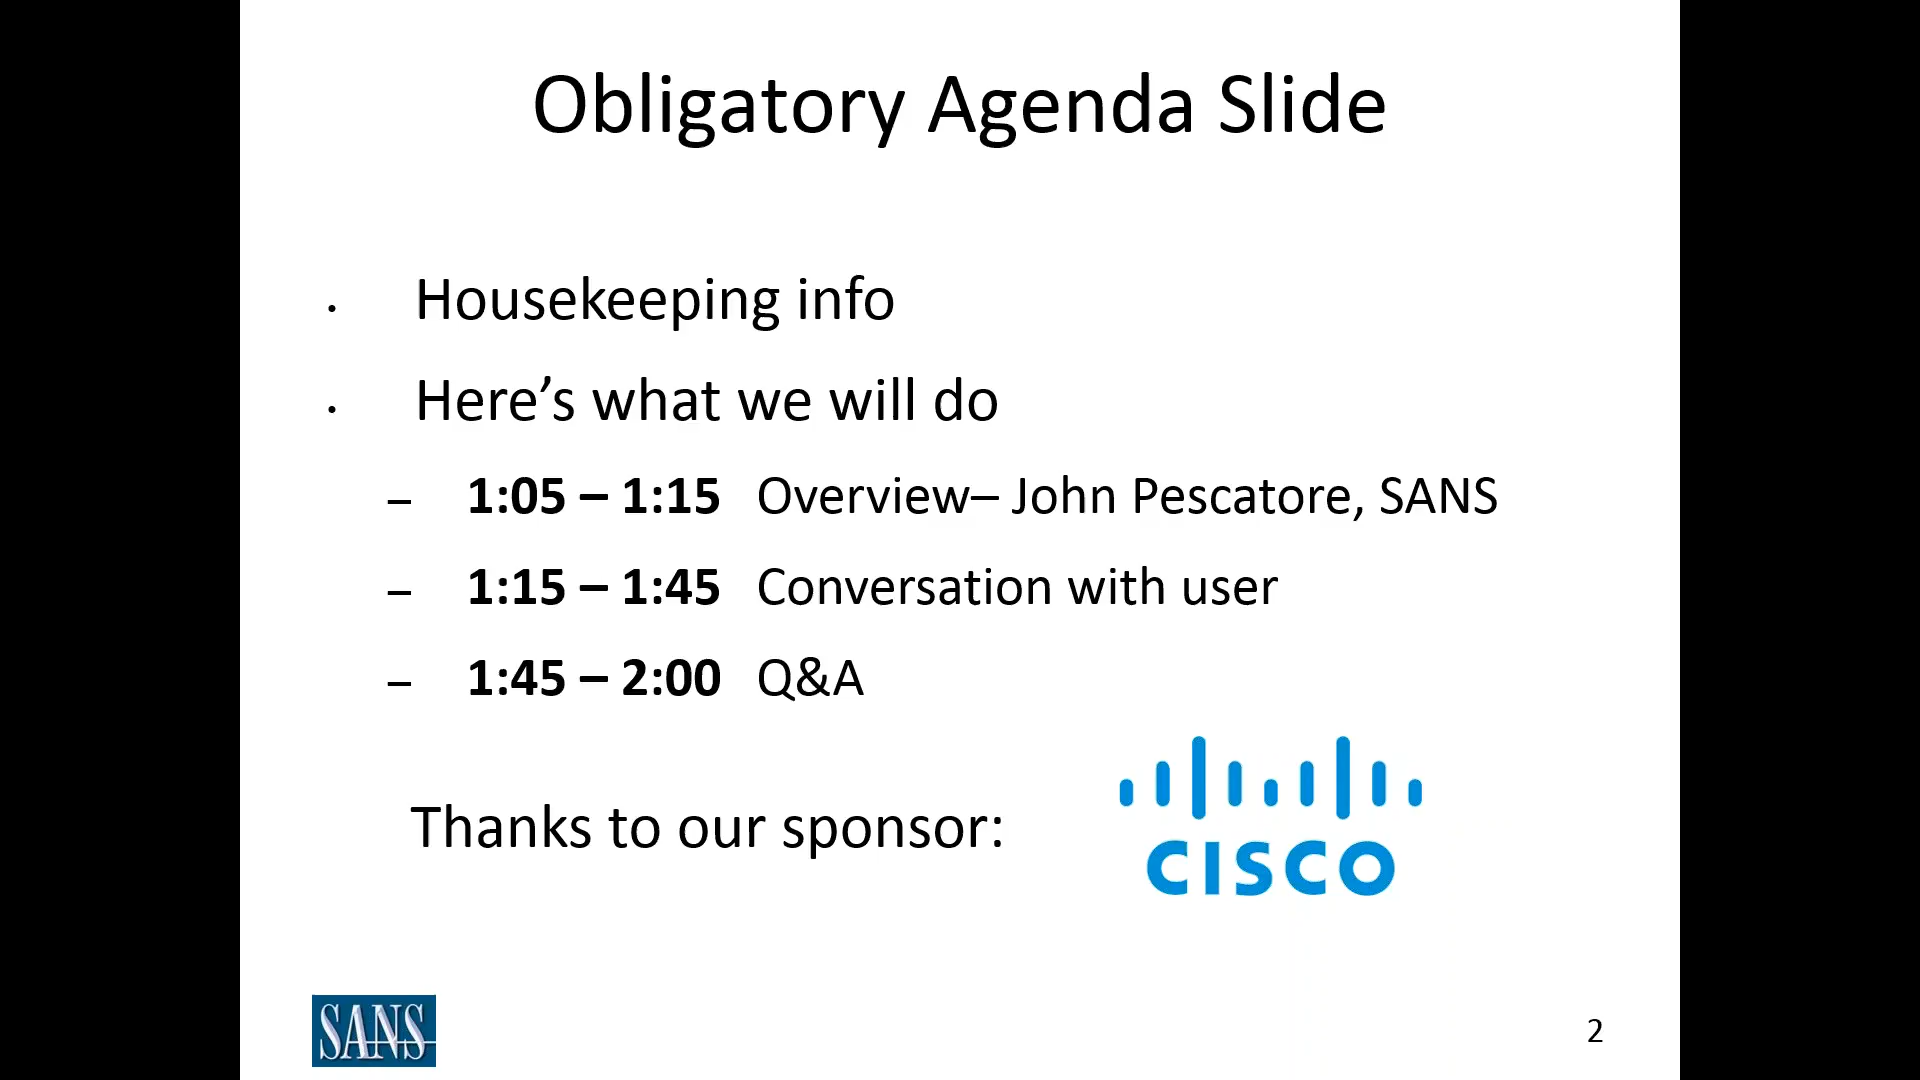 Obligatory Agenda Slide
• Housekeeping info
• Here’s what we will do
– 1:05 – 1:15 Overview– John Pescatore, SANS
– 1:15 – 1:45 Conversation with user
– 1:45 – 2:00 Q&A
Thanks to our sponsor:
CISCO
SANS
2